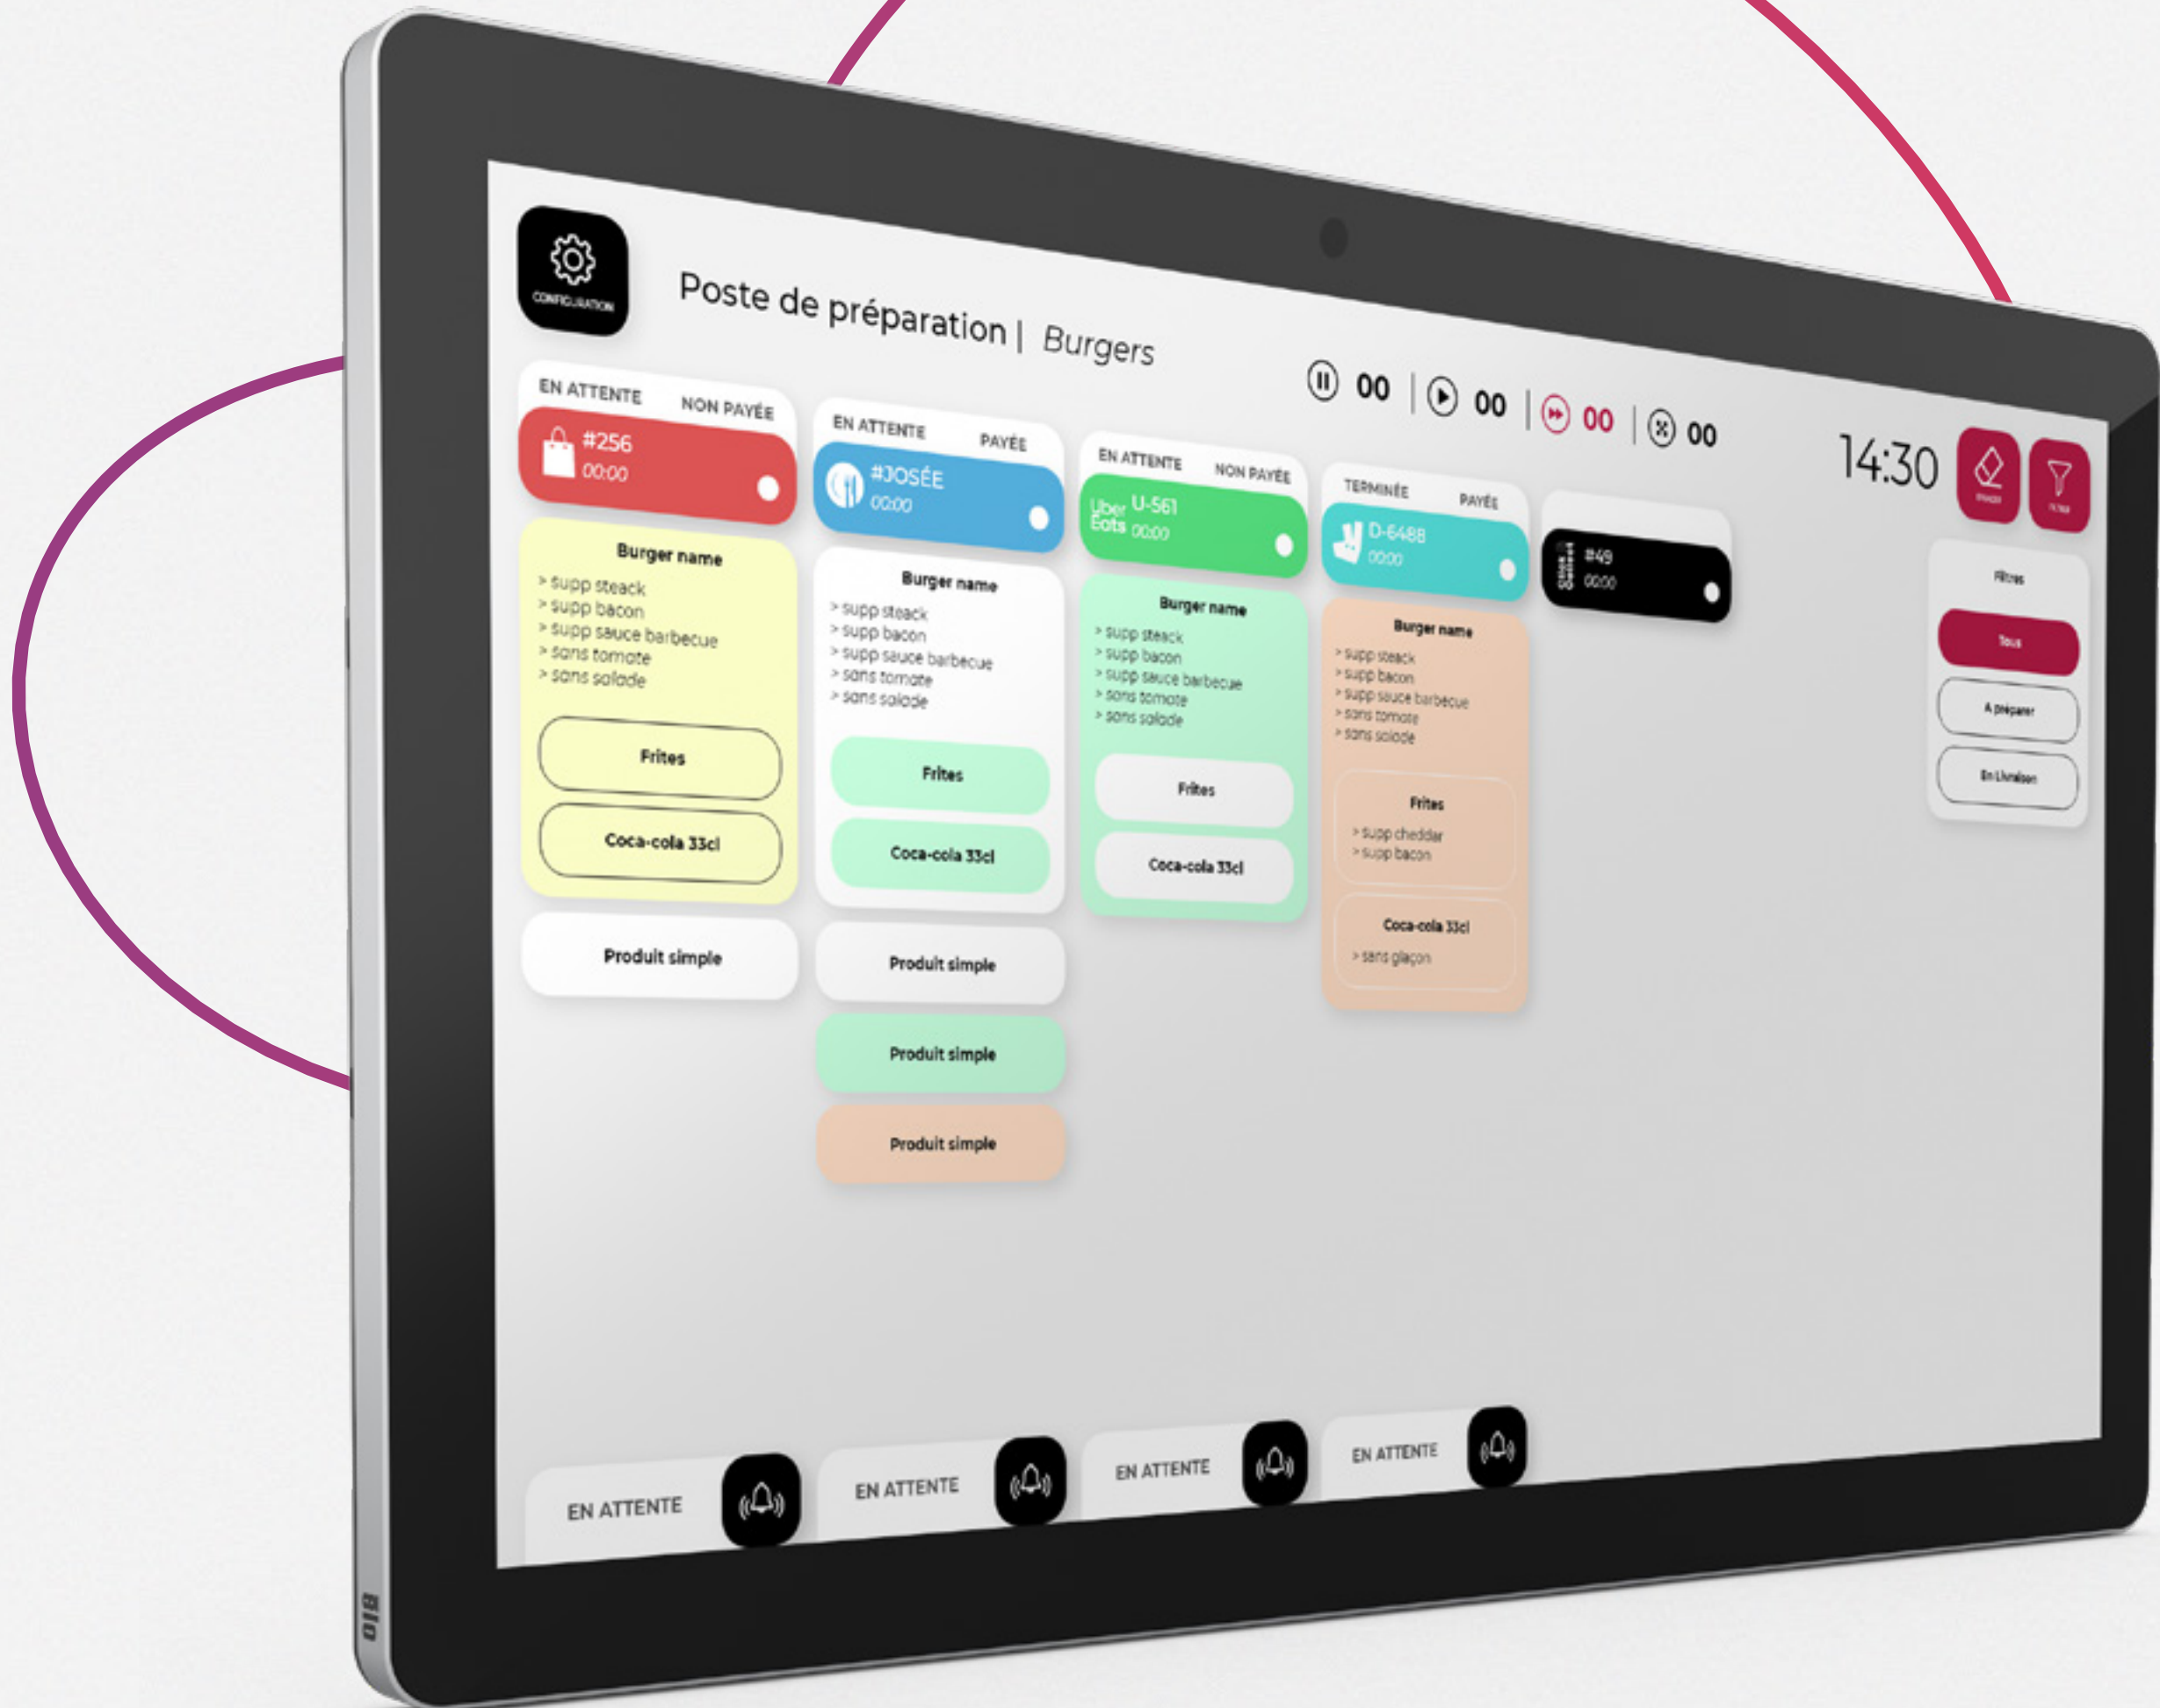 CONFIGURATION
Poste de préparation | Burgers
00 | 00 | 00 | 00
14:30
EFFACER
FILTRER
EN ATTENTE NON PAYÉE
#256
00:00
Burger name
> supp steack
> supp bacon
> supp sauce barbecue
> sans tomate
> sans salade
Frites
Coca-cola 33cl
Produit simple
EN ATTENTE
EN ATTENTE PAYÉE
#JOSÉE
00:00
Burger name
> supp steack
> supp bacon
> supp sauce barbecue
> sans tomate
> sans salade
Frites
Coca-cola 33cl
Produit simple
Produit simple
Produit simple
EN ATTENTE
EN ATTENTE NON PAYÉE
Uber Eats
U-561
00:00
Burger name
> supp steack
> supp bacon
> supp sauce barbecue
> sans tomate
> sans salade
Frites
Coca-cola 33cl
EN ATTENTE
TERMINÉE PAYÉE
D-6488
00:00
Burger name
> supp steack
> supp bacon
> supp sauce barbecue
> sans tomate
> sans salade
Frites
> supp cheddar
> supp bacon
Coca-cola 33cl
> sans glaçon
EN ATTENTE
Click
Collect
#49
00:00
Filtres
Tous
A préparer
En Livraison